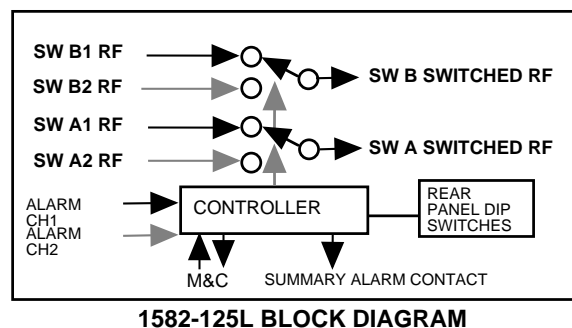 SW B1 RF
SW B2 RF
SW B SWITCHED RF
SW A1 RF
SW A2 RF
SW A SWITCHED RF
ALARM
CH1
ALARM
CH2
CONTROLLER
REAR
PANEL DIP
SWITCHES
M&C
SUMMARY ALARM CONTACT
1582-125L BLOCK DIAGRAM